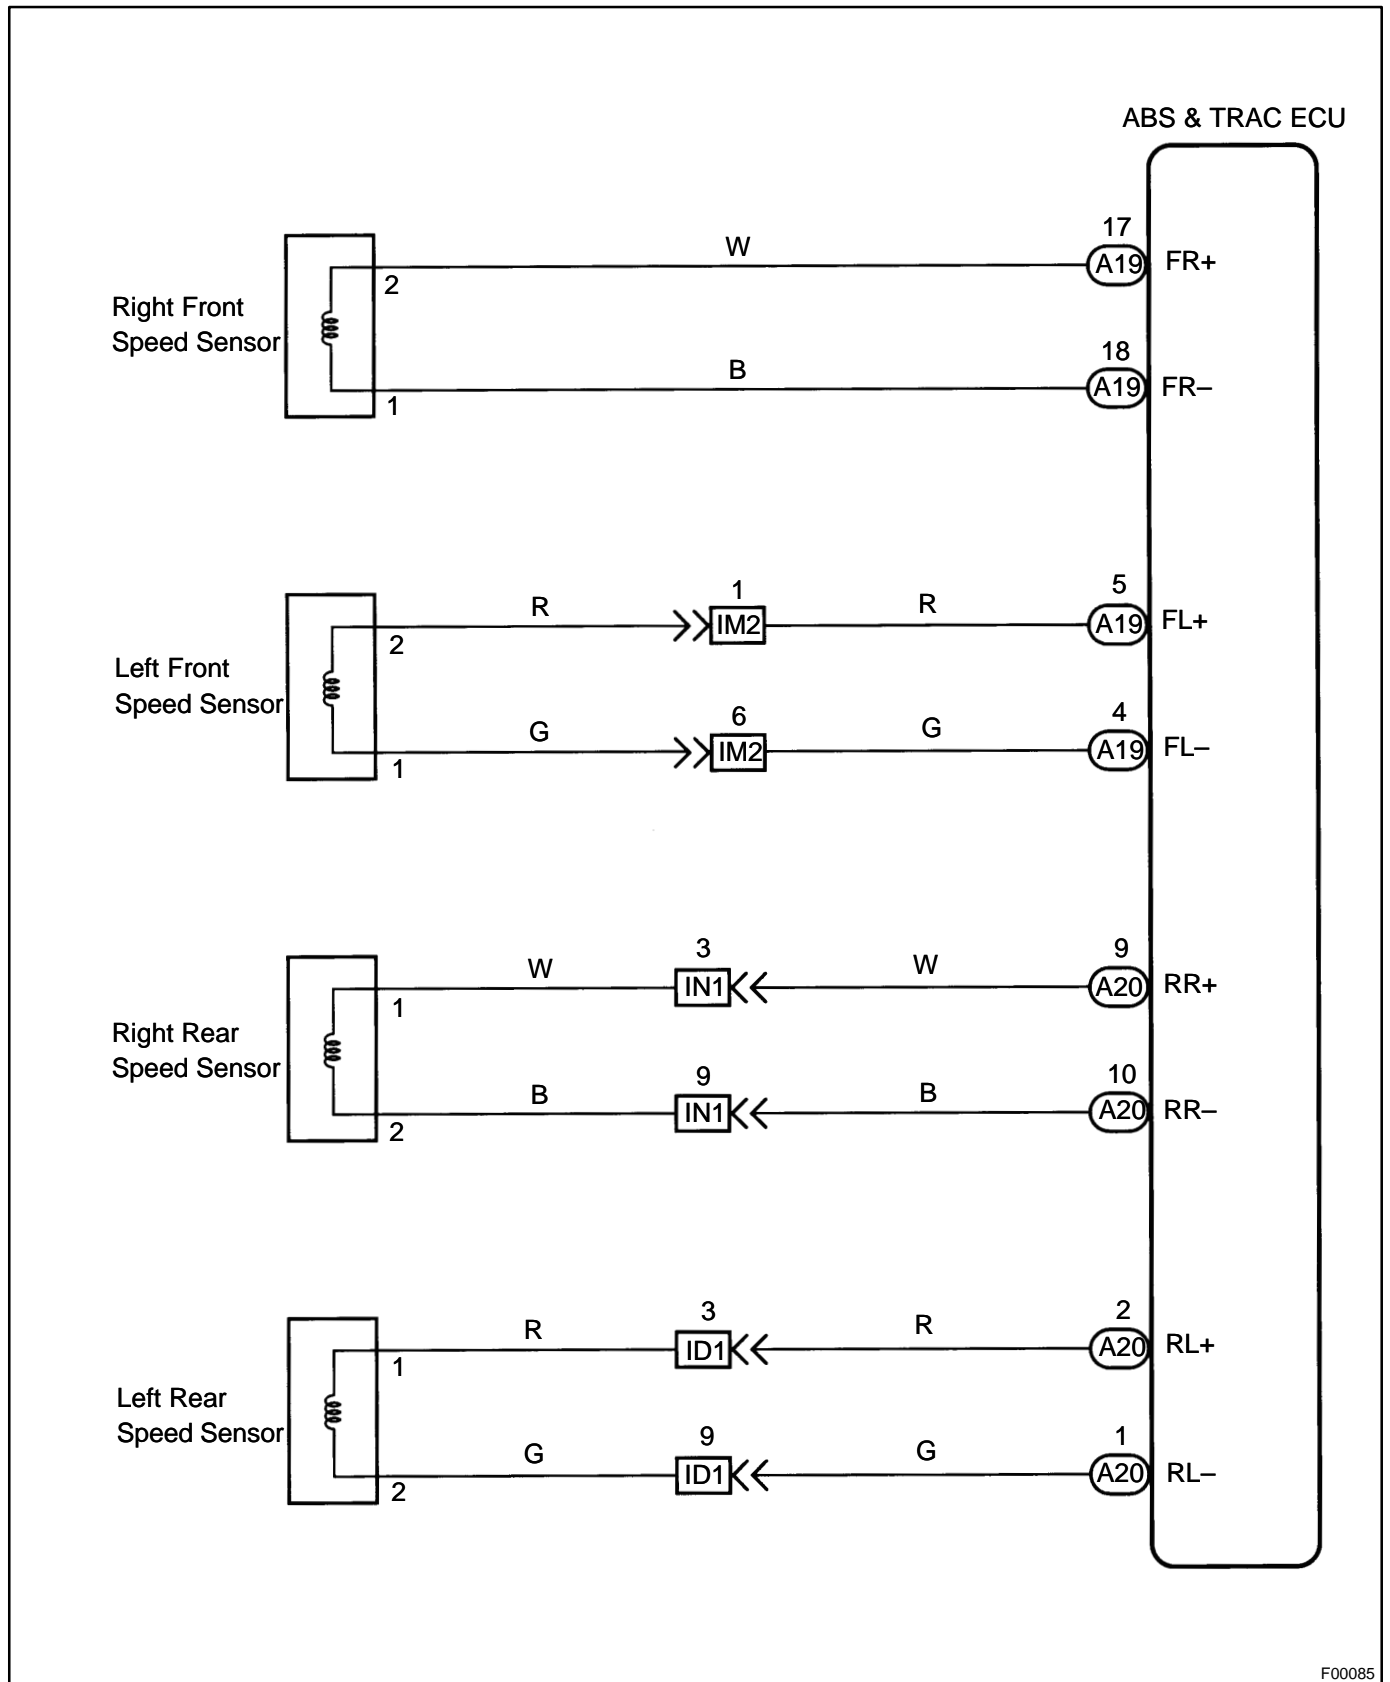 ABS & TRAC ECU
17
W
A19
FR+
2
Right Front
Speed Sensor
18
B
A19
FR–
1
1
5
R
R
IM2
A19
FL+
2
Left Front
Speed Sensor
6
4
G
G
IM2
A19
FL–
1
3
9
W
W
IN1
A20
RR+
1
Right Rear
Speed Sensor
9
10
B
B
IN1
A20
RR–
2
3
2
R
R
ID1
A20
RL+
1
Left Rear
Speed Sensor
9
1
G
G
ID1
A20
RL–
2
F00085